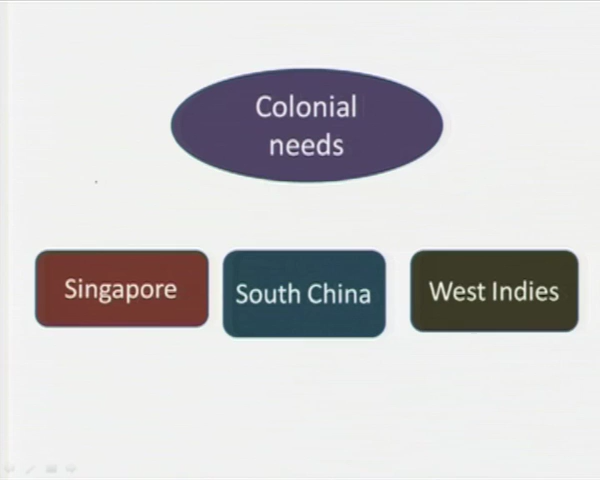 Colonial
needs
Singapore
South China
West Indies